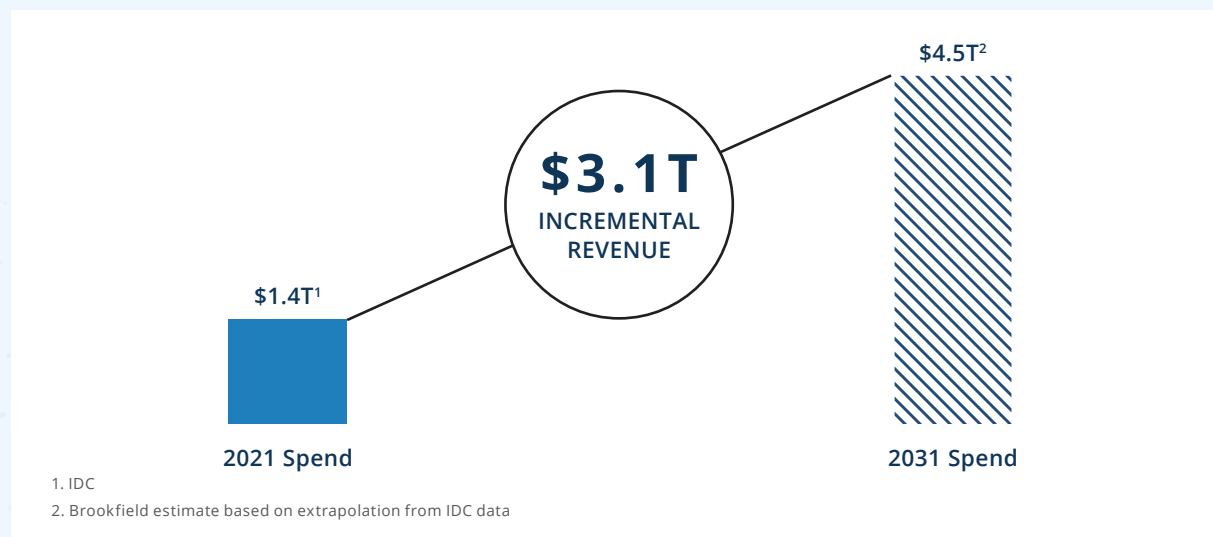 $4.5T²
$3.1T
INCREMENTAL
REVENUE
$1.4T¹
2021 Spend
2031 Spend
1. IDC
2. Brookfield estimate based on extrapolation from IDC data